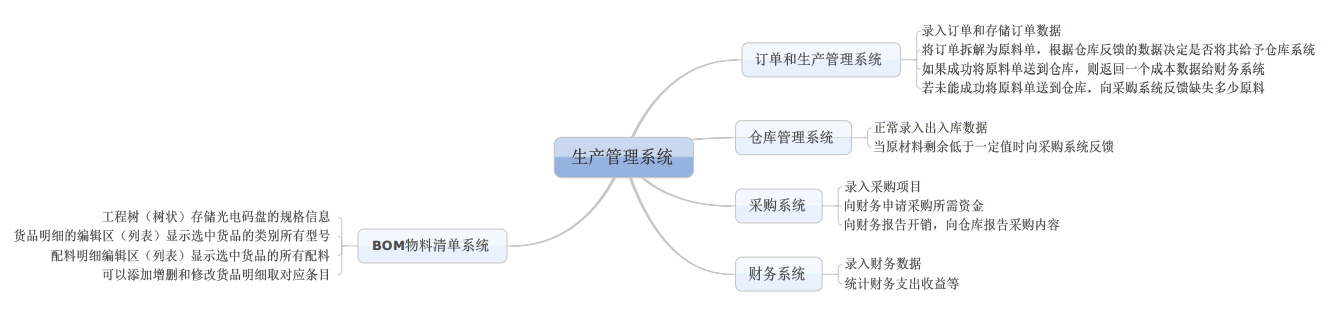 生产管理系统
订单和生产管理系统
录入订单和存储订单数据
将订单拆解为原料单，根据仓库反馈的数据决定是否将其给予仓库系统
如果成功将原料单送到仓库，则返回一个成本数据给财务系统
若未能成功将原料单送到仓库，向采购系统反馈缺失多少原料
仓库管理系统
正常录入出入库数据
当原材料剩余低于一定值时向采购系统反馈
采购系统
录入采购项目
向财务申请采购所需资金
向财务报告开销，向仓库报告采购内容
财务系统
录入财务数据
统计财务支出收益等
BOM物料清单系统
工程树（树状）存储光电码盘的规格信息
货品明细的编辑区（列表）显示选中货品的类别所有型号
配料明细编辑区（列表）显示选中货品的所有配料
可以添加增删和修改货品明细取对应条目